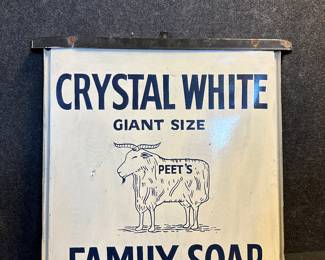 CRYSTAL WHITE
GIANT SIZE
PEET'S
FAMILY SOAP